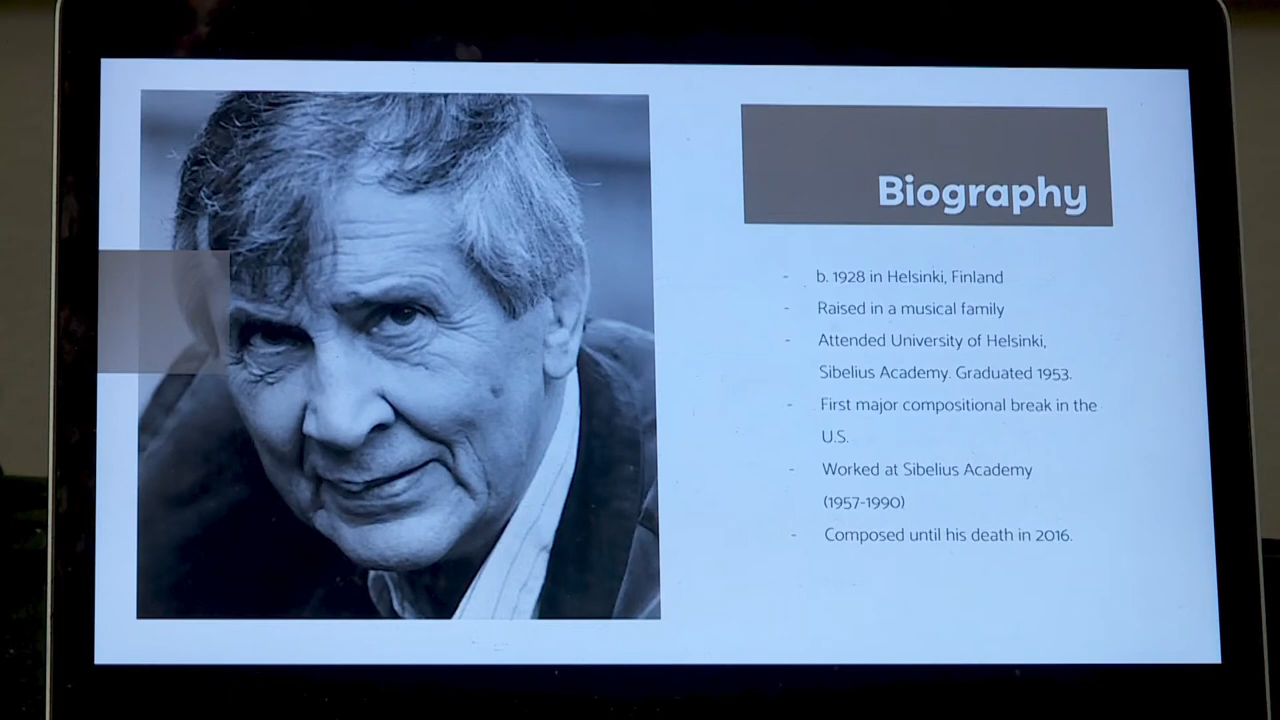 Biography
- b. 1928 in Helsinki, Finland
- Raised in a musical family
- Attended University of Helsinki,
Sibelius Academy. Graduated 1953.
- First major compositional break in the
U.S.
- Worked at Sibelius Academy
(1957-1990)
- Composed until his death in 2016.